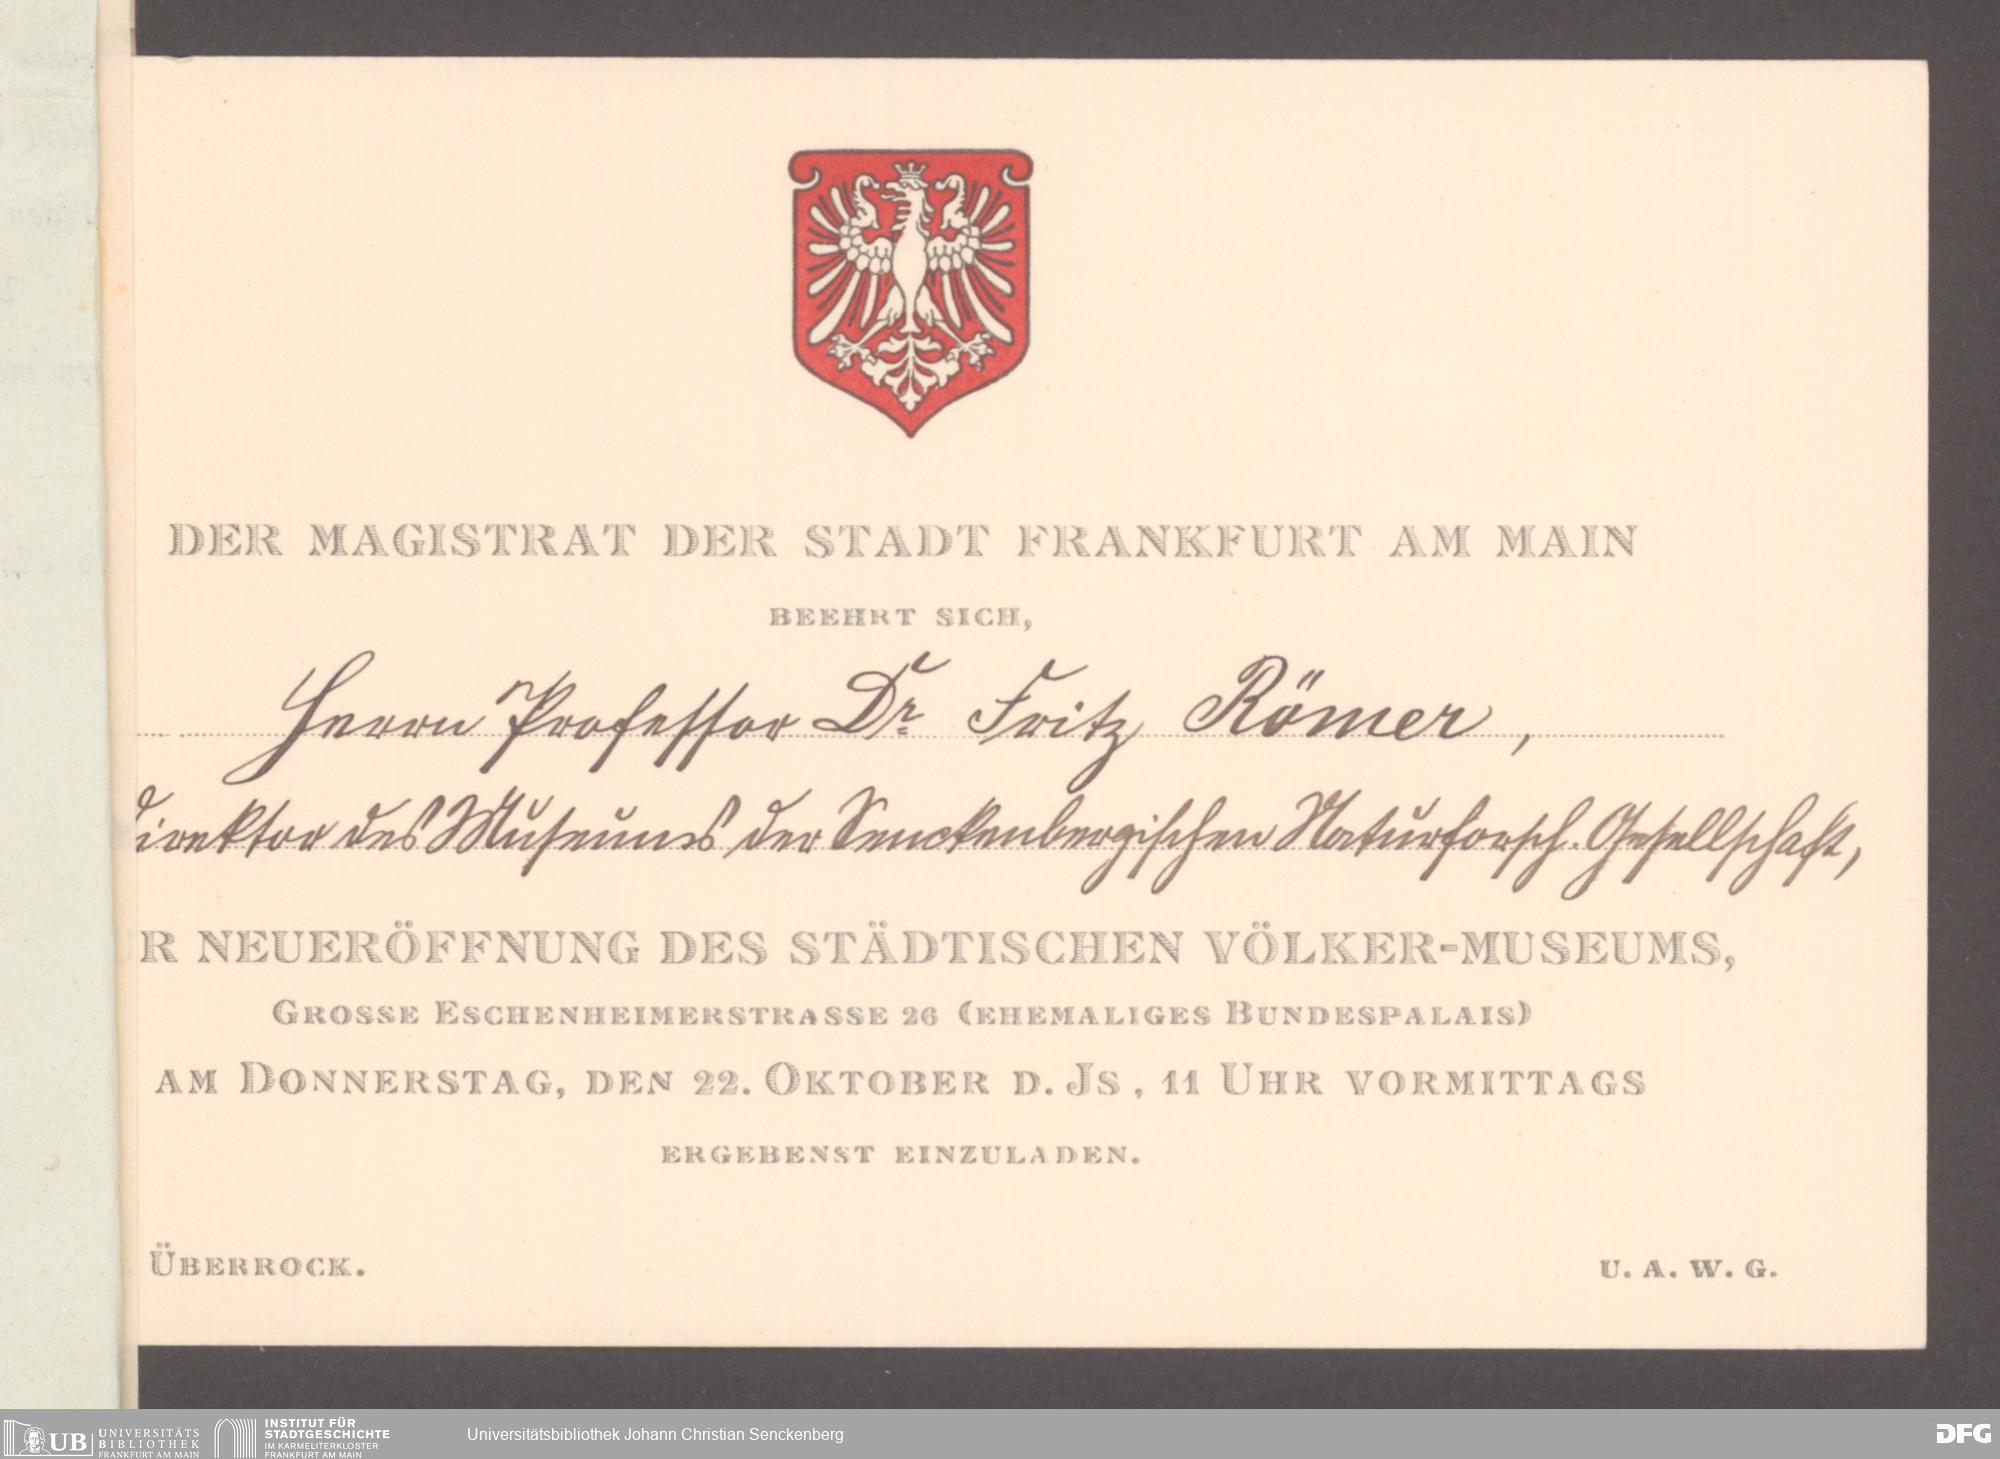 DER MAGISTRAT DER STADT FRANKFURT AM MAIN
BEEHRT SICH,
Herrn Professor Dr. Fritz Römer,
Direktor des Museums der Senckenbergischen Naturforsch. Gesellschaft,
UR NEUERÖFFNUNG DES STÄDTISCHEN VÖLKER-MUSEUMS,
GROSSE ESCHENHEIMERSTRASSE 26 (EHEMALIGES BUNDESPALAIS)
AM DONNERSTAG, DEN 22. OKTOBER D. JS, 11 UHR VORMITTAGS
ERGEBENST EINZULADEN.
ÜBERROCK.
U. A. W. G.
UB UNIVERSITÄTS
BIBLIOTHEK
FRANKFURT AM MAIN
INSTITUT FÜR
STADTGESCHICHTE
IM KARMELITERKLOSTER
FRANKFURT AM MAIN
Universitätsbibliothek Johann Christian Senckenberg
DFG